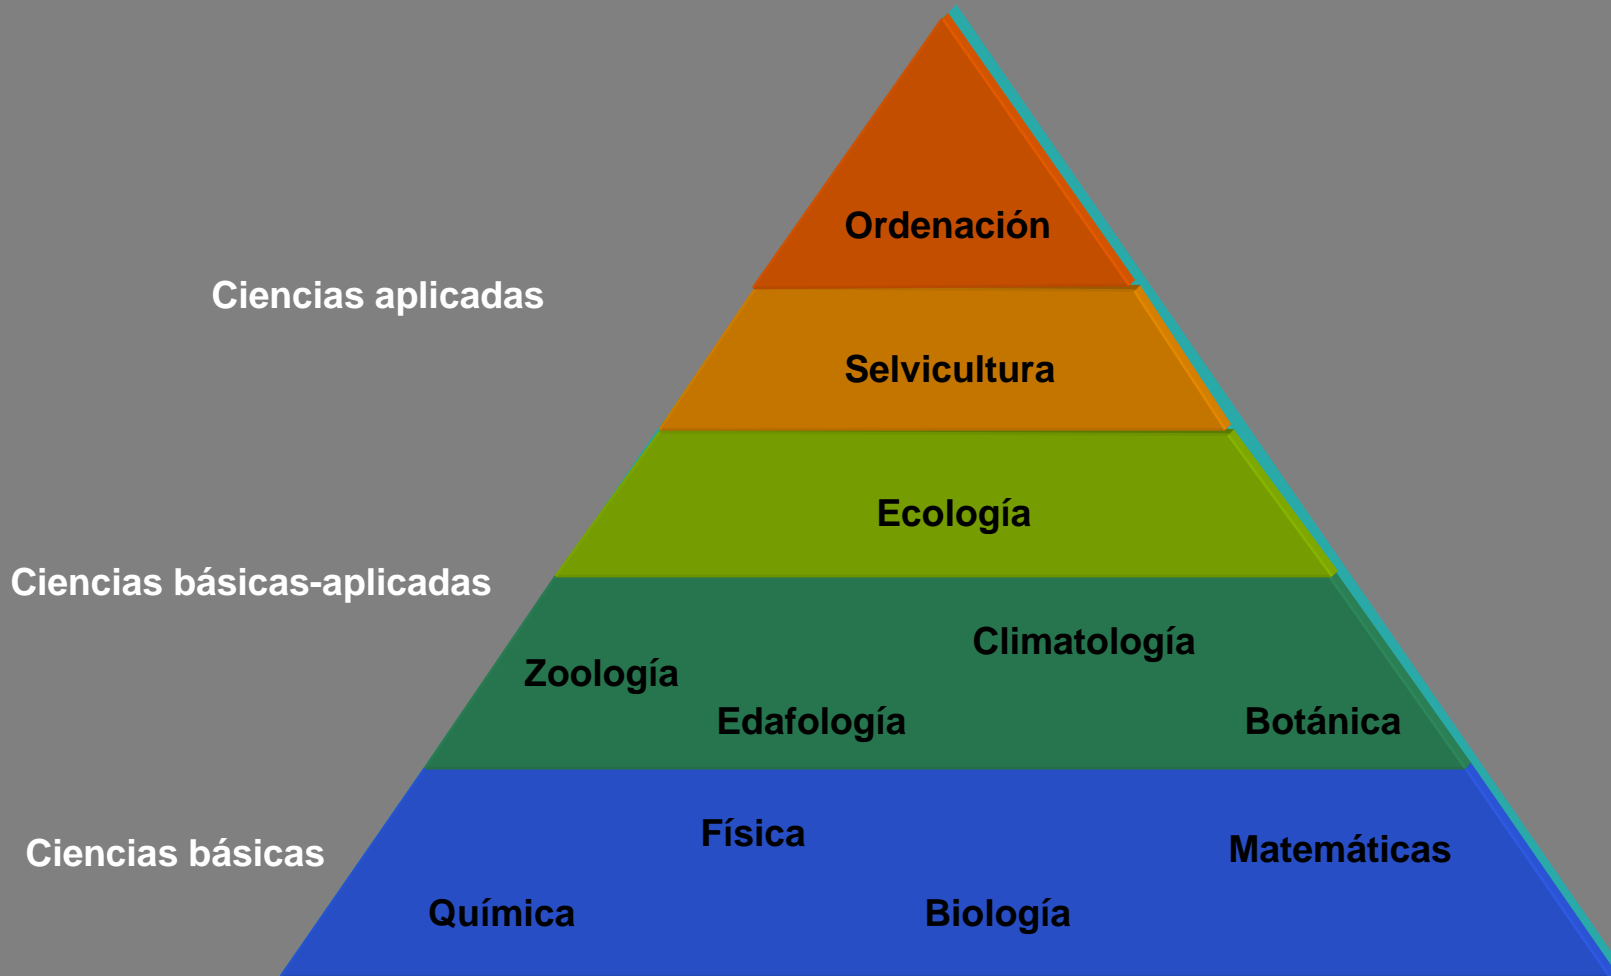 Ordenación
Ciencias aplicadas
Selvicultura
Ecología
Ciencias básicas-aplicadas
Climatología
Zoología
Edafología
Botánica
Física
Matemáticas
Ciencias básicas
Química
Biología